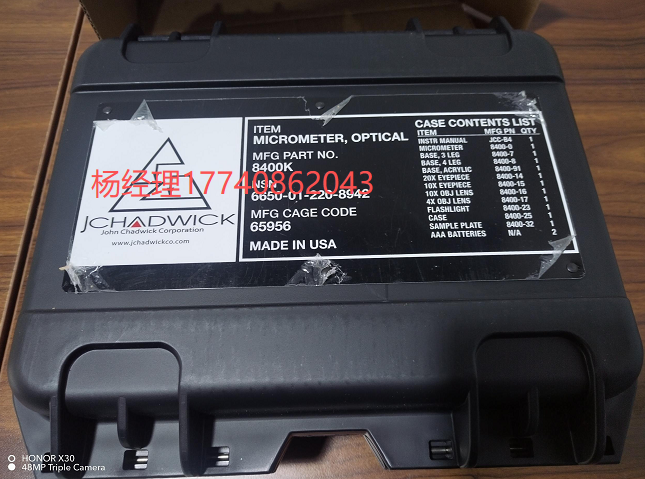 ITEM
MICROMETER, OPTICAL
MFG PART NO.
8400K
NSN
6650-01-220-8942
MFG CAGE CODE
65956
MADE IN USA
CASE CONTENTS LIST
ITEM MFG PN QTY
INSTR MANUAL JCC-B4 1
MICROMETER 8400-0 1
BASE, 3 LEG 8400-7 1
BASE, 4 LEG 8400-8 1
BASE, ACRYLIC 8400-91 1
20X EYEPIECE 8400-14 1
10X EYEPIECE 8400-15 1
10X OBJ LENS 8400-16 1
4X OBJ LENS 8400-17 1
FLASHLIGHT 8400-23 1
CASE 8400-25 1
SAMPLE PLATE 8400-32 1
AAA BATTERIES N/A 2
杨经理17740862043
JCHADWICK
John Chadwick Corporation
www.jchadwickco.com
HONOR X30
48MP Triple Camera